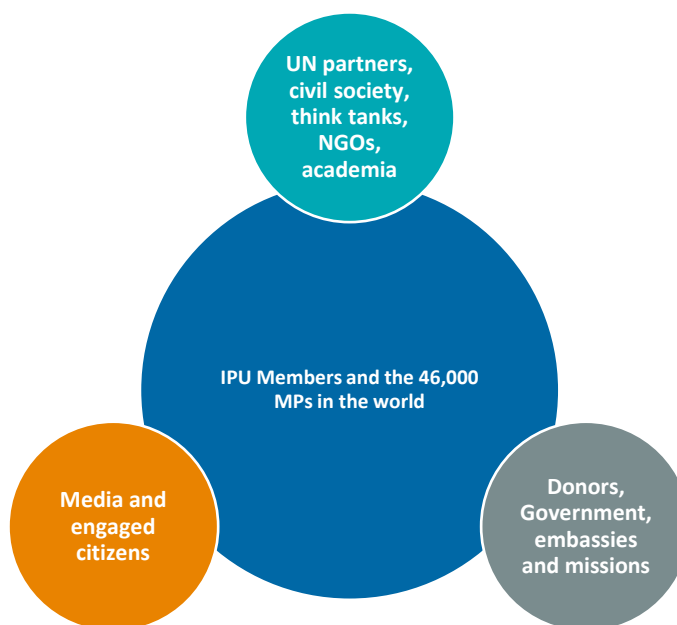 UN partners,
civil society,
think tanks,
NGOs,
academia
IPU Members and the 46,000
MPs in the world
Media and
engaged
citizens
Donors,
Government,
embassies
and missions